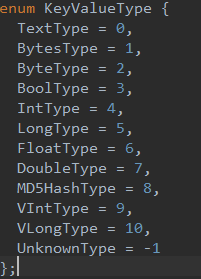 enum KeyValueType {
TextType = 0,
BytesType = 1,
ByteType = 2,
BoolType = 3,
IntType = 4,
LongType = 5,
FloatType = 6,
DoubleType = 7,
MD5HashType = 8,
VIntType = 9,
VLongType = 10,
UnknownType = -1
};